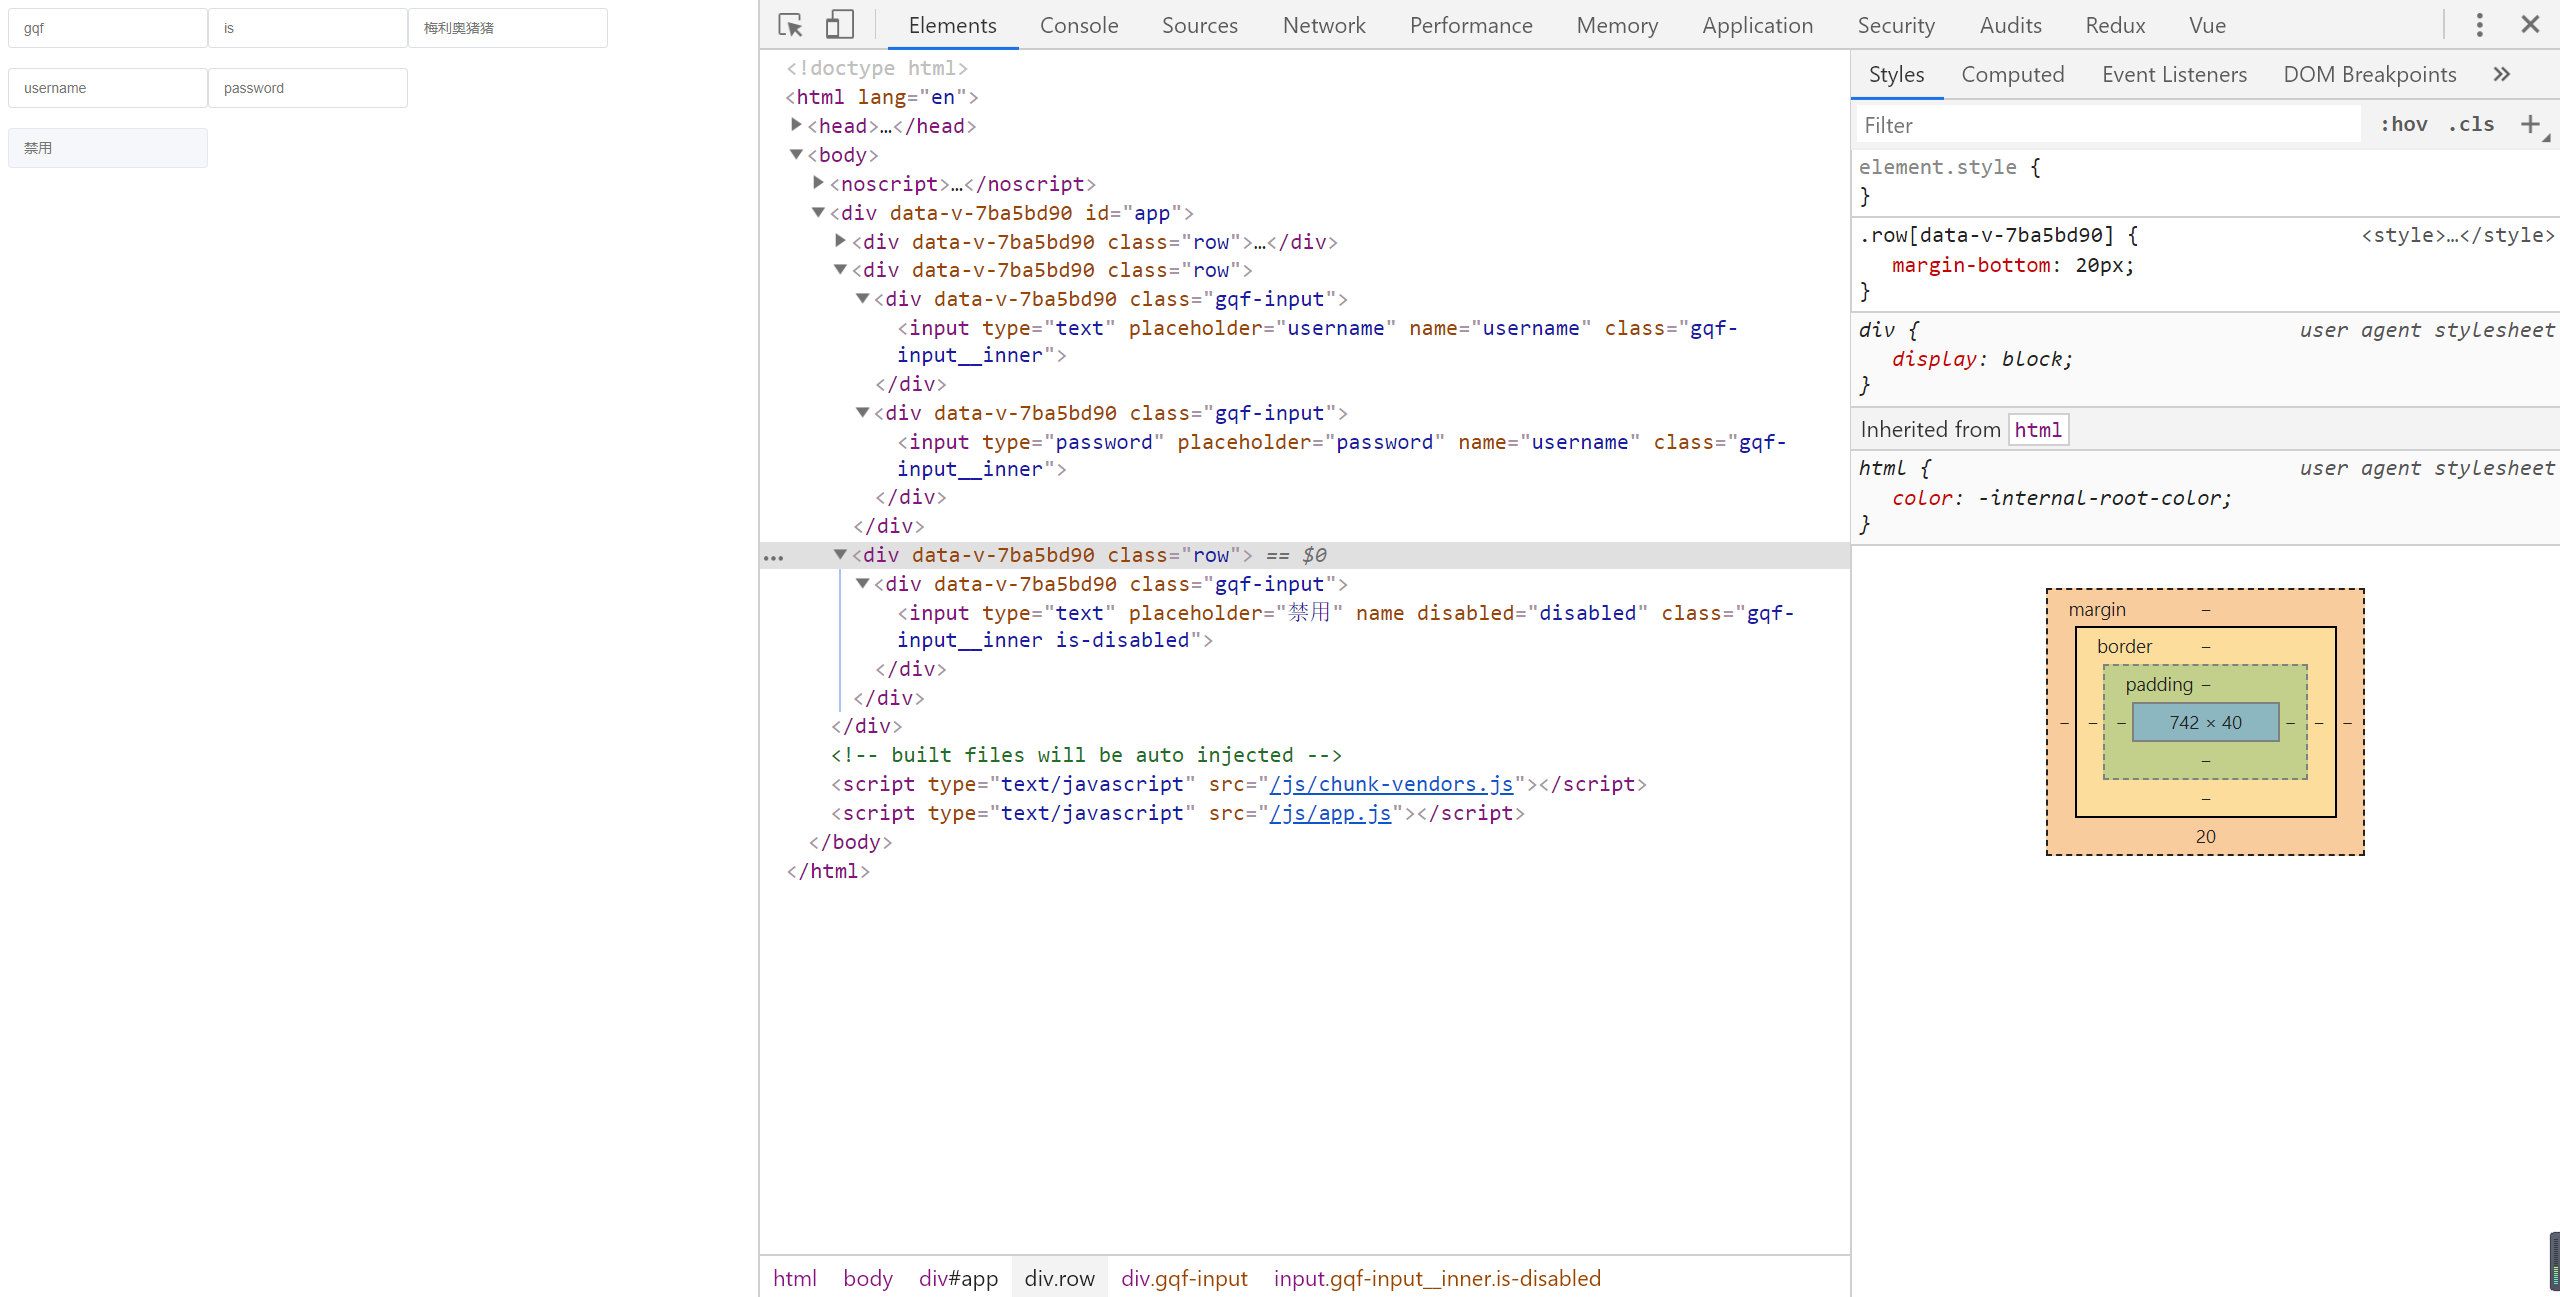 gqf is 梅利奥猪猪
username password
禁用
Elements Console Sources Network Performance Memory Application Security Audits Redux Vue
<!doctype html>
<html lang="en">
<head>…</head>
<body>
<noscript>…</noscript>
<div data-v-7ba5bd90 id="app">
<div data-v-7ba5bd90 class="row">…</div>
<div data-v-7ba5bd90 class="row">
<div data-v-7ba5bd90 class="gqf-input">
<input type="text" placeholder="username" name="username" class="gqf-
input__inner">
</div>
<div data-v-7ba5bd90 class="gqf-input">
<input type="password" placeholder="password" name="username" class="gqf-
input__inner">
</div>
</div>
… <div data-v-7ba5bd90 class="row"> == $0
<div data-v-7ba5bd90 class="gqf-input">
<input type="text" placeholder="禁用" name disabled="disabled" class="gqf-
input__inner is-disabled">
</div>
</div>
</div>
<!-- built files will be auto injected -->
<script type="text/javascript" src="/js/chunk-vendors.js"></script>
<script type="text/javascript" src="/js/app.js"></script>
</body>
</html>
html body div#app div.row div.gqf-input input.gqf-input__inner.is-disabled
Styles Computed Event Listeners DOM Breakpoints »
Filter :hov .cls +
element.style {
}
.row[data-v-7ba5bd90] { <style>…</style>
margin-bottom: 20px;
}
div { user agent stylesheet
display: block;
}
Inherited from html
html { user agent stylesheet
color: -internal-root-color;
}
margin –
border –
padding –
– – – 742 × 40 – – –
–
–
20